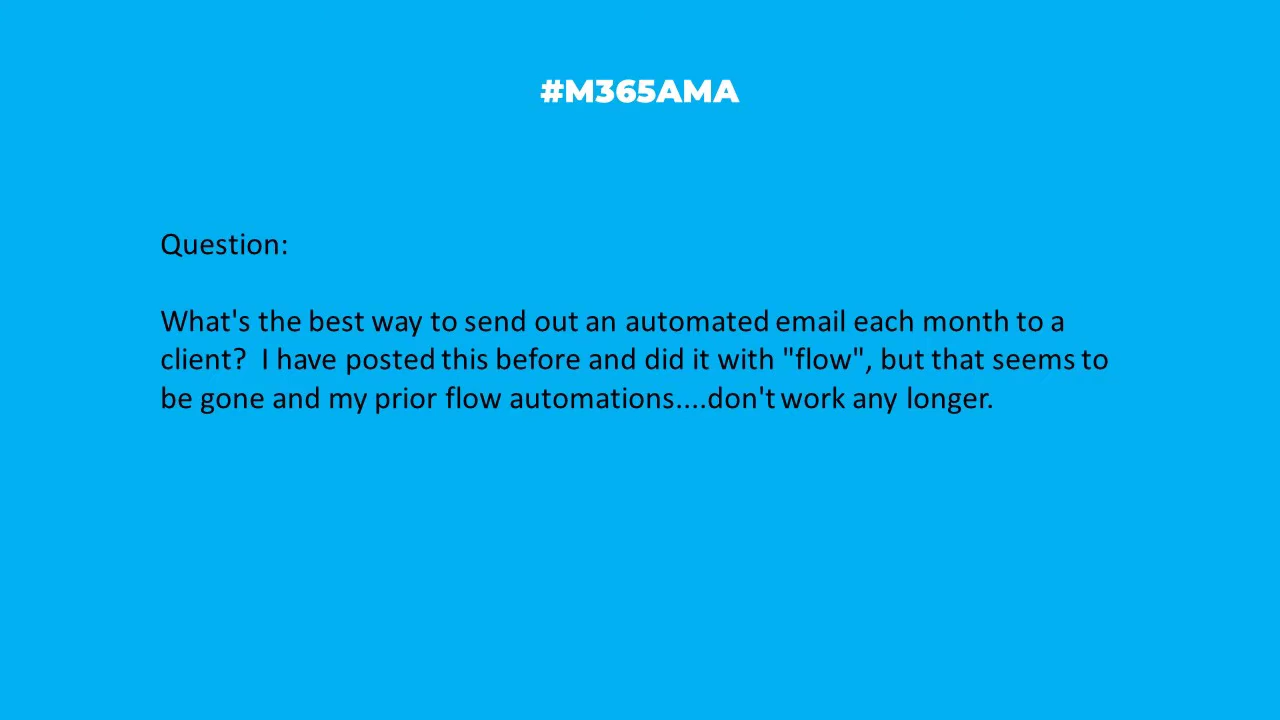 #M365AMA
Question:
What's the best way to send out an automated email each month to a
client?  I have posted this before and did it with "flow", but that seems to
be gone and my prior flow automations....don't work any longer.